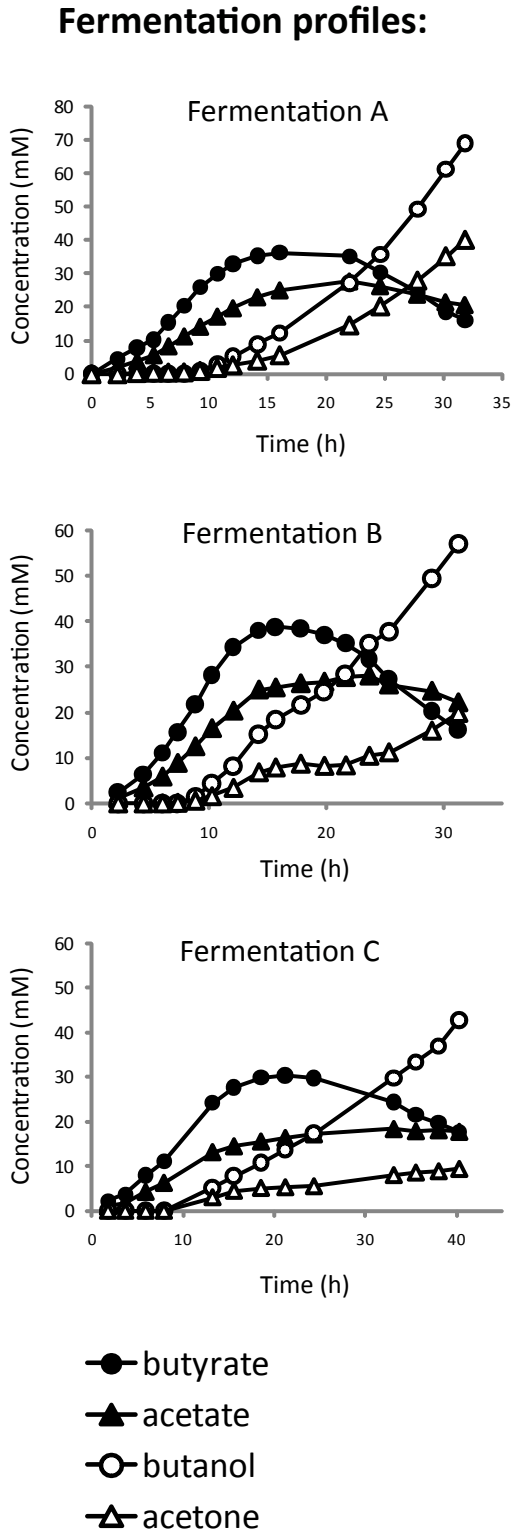 Fermentation profiles:
Fermentation A
Concentration (mM)
80
70
60
50
40
30
20
10
0
0 5 10 15 20 25 30 35
Time (h)
Fermentation B
Concentration (mM)
60
50
40
30
20
10
0
0 10 20 30
Time (h)
Fermentation C
Concentration (mM)
60
50
40
30
20
10
0
0 10 20 30 40
Time (h)
butyrate
acetate
butanol
acetone